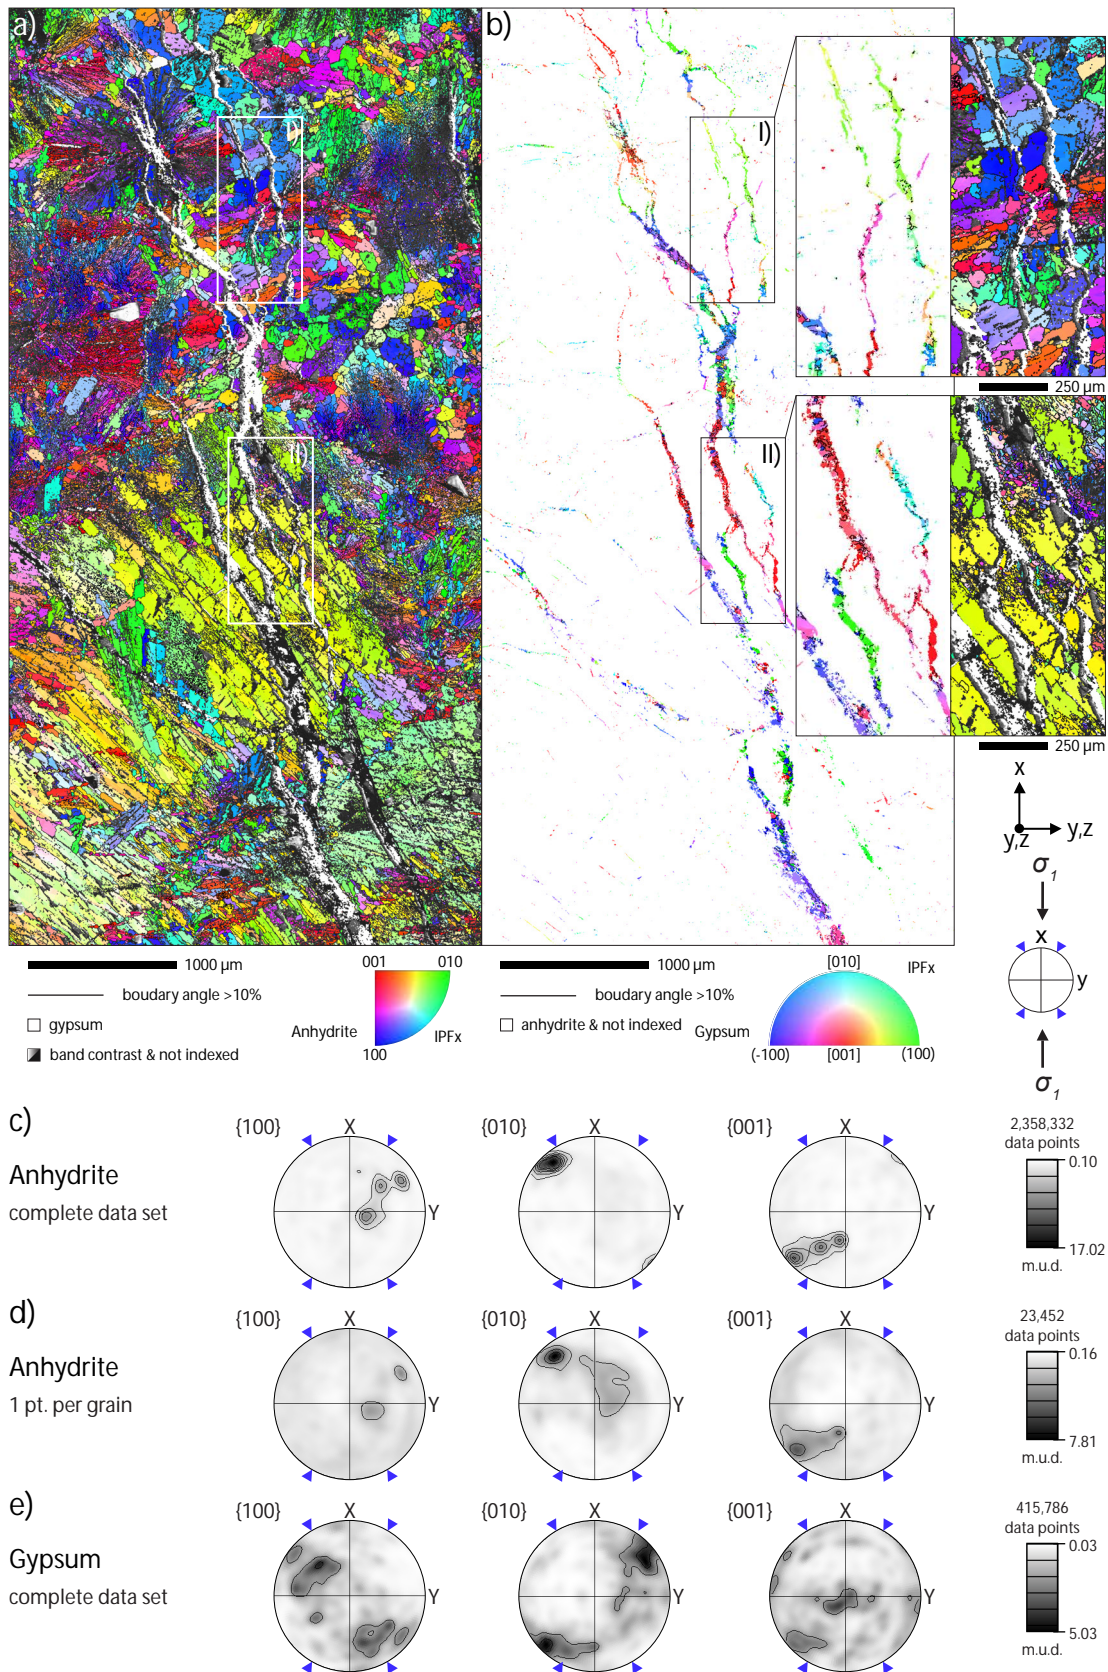 a)
b)
I)
I)
II)
II)
250 µm
250 µm
x
y,z
y,z
σ1
x
y
σ1
1000 µm
001
010
boudary angle >10%
gypsum
Anhydrite
IPFx
band contrast & not indexed
100
1000 µm
[010]
IPFx
boudary angle >10%
anhydrite & not indexed
Gypsum
(-100)
[001]
(100)
c)
{100}
X
{010}
{001}
X
2,358,332
data points
Anhydrite
0.10
complete data set
Y
Y
Y
17.02
m.u.d.
d)
{100}
X
{010}
{001}
X
23,452
data points
Anhydrite
0.16
1 pt. per grain
Y
Y
Y
7.81
m.u.d.
e)
{100}
X
{010}
{001}
X
415,786
data points
Gypsum
0.03
complete data set
Y
Y
Y
5.03
m.u.d.